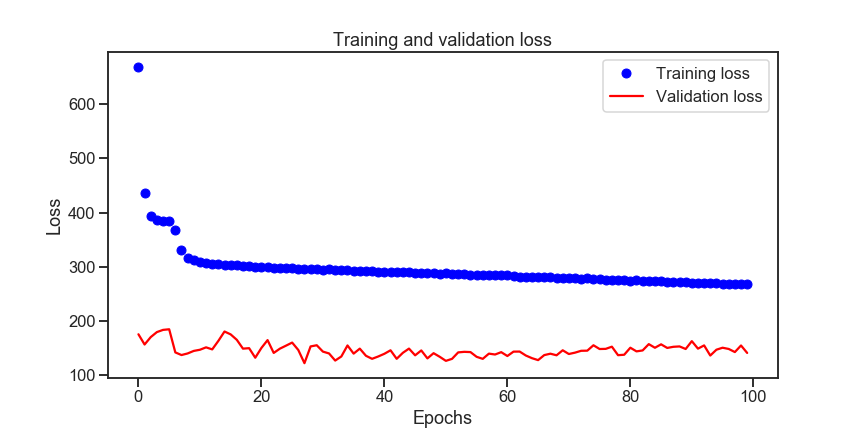 Training and validation loss
Training loss
Validation loss
600
500
400
300
200
100
Loss
0 20 40 60 80 100
Epochs